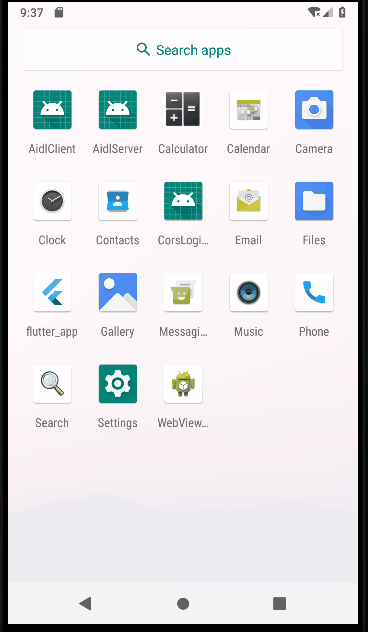 9:37
Search apps
AidlClient AidlServer Calculator Calendar Camera
Clock Contacts CorsLogi... Email Files
flutter_app Gallery Messagi... Music Phone
Search Settings WebView...